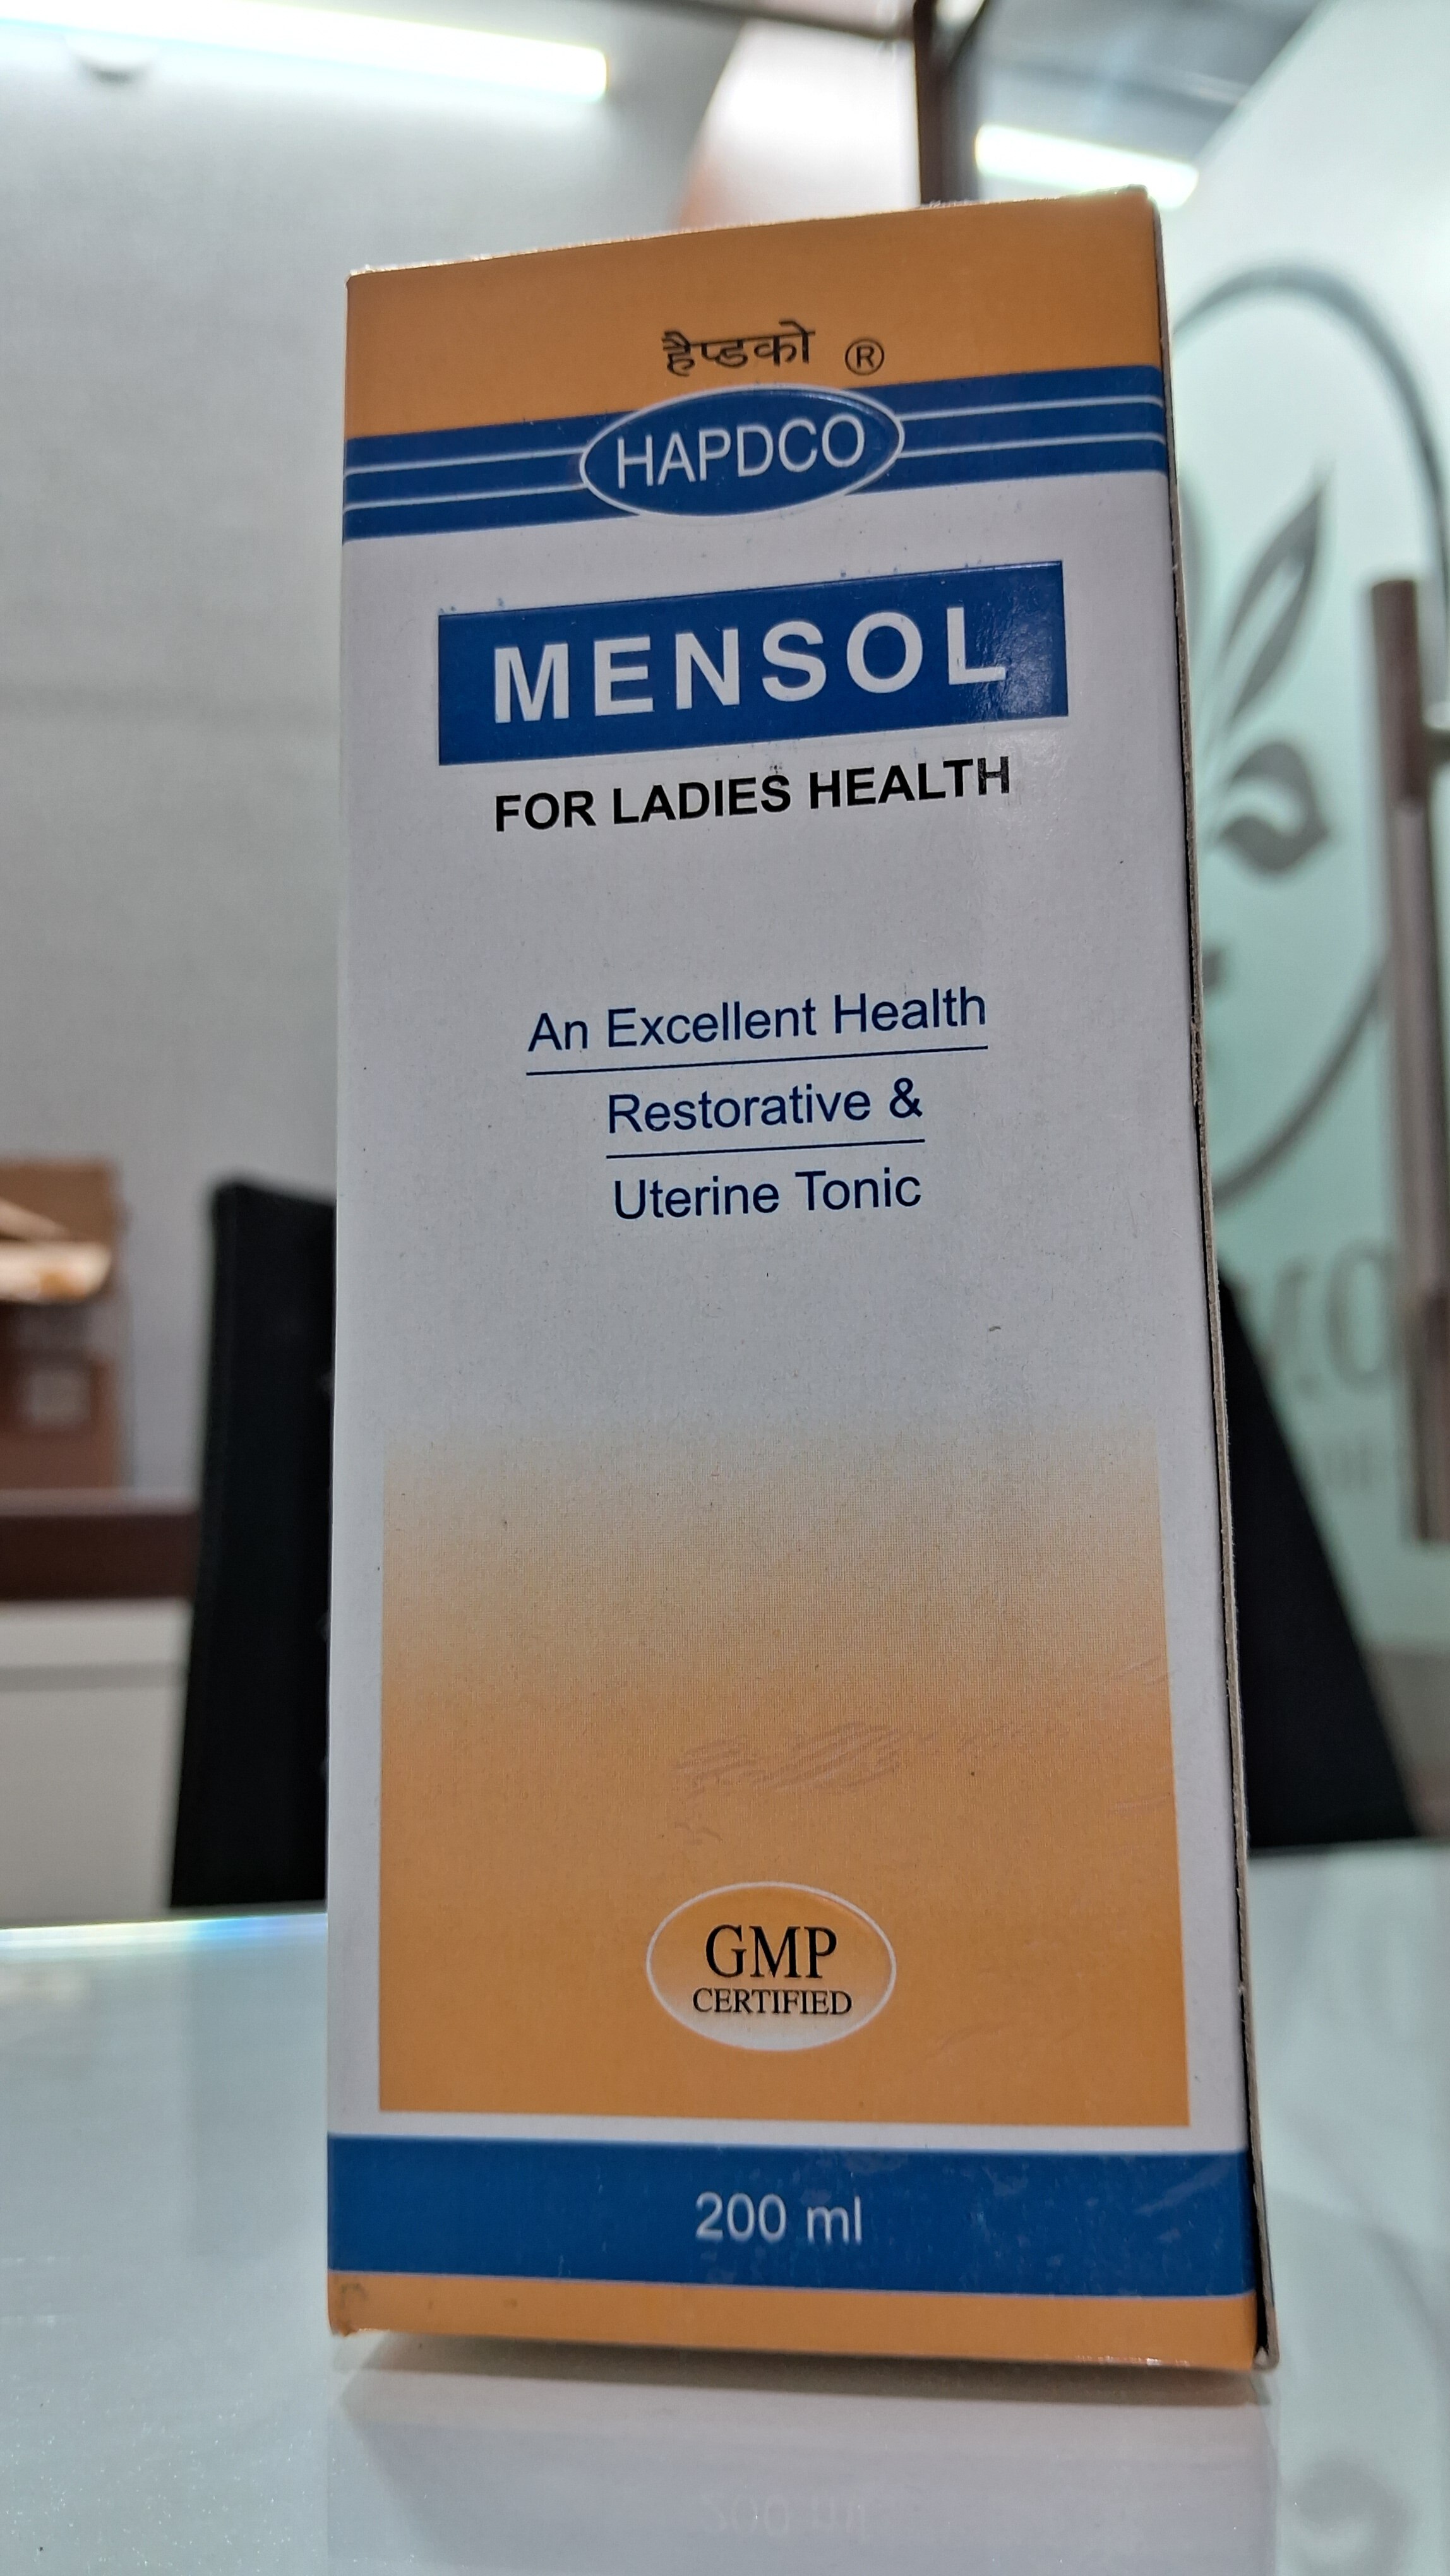 हैप्डको ®
HAPDCO
MENSOL
FOR LADIES HEALTH
An Excellent Health
Restorative &
Uterine Tonic
GMP
CERTIFIED
200 ml